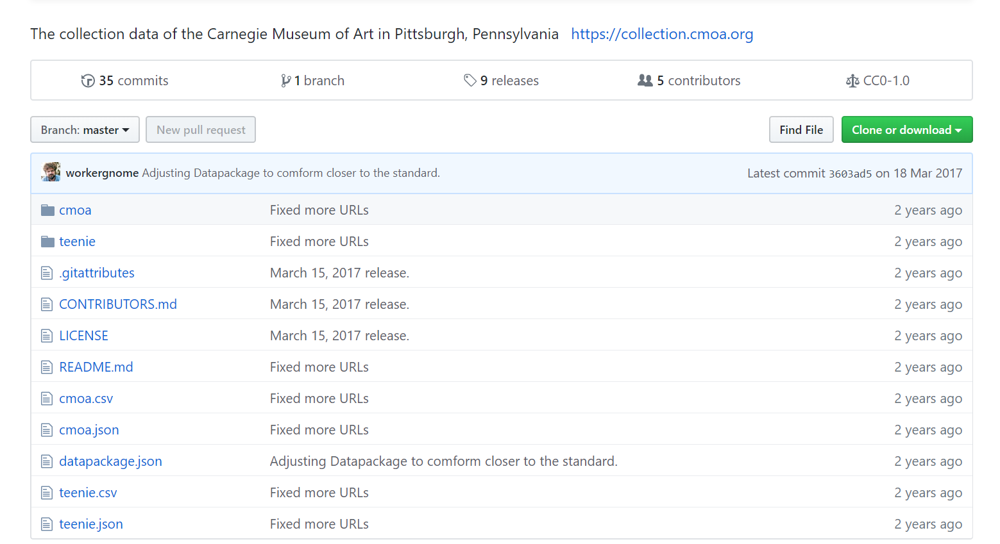 The collection data of the Carnegie Museum of Art in Pittsburgh, Pennsylvania https://collection.cmoa.org
35 commits 1 branch 9 releases 5 contributors CC0-1.0
Branch: master New pull request Find File Clone or download
workergnome Adjusting Datapackage to comform closer to the standard. Latest commit 3603ad5 on 18 Mar 2017
cmoa Fixed more URLs 2 years ago
teenie Fixed more URLs 2 years ago
.gitattributes March 15, 2017 release. 2 years ago
CONTRIBUTORS.md March 15, 2017 release. 2 years ago
LICENSE March 15, 2017 release. 2 years ago
README.md Fixed more URLs 2 years ago
cmoa.csv Fixed more URLs 2 years ago
cmoa.json Fixed more URLs 2 years ago
datapackage.json Adjusting Datapackage to comform closer to the standard. 2 years ago
teenie.csv Fixed more URLs 2 years ago
teenie.json Fixed more URLs 2 years ago